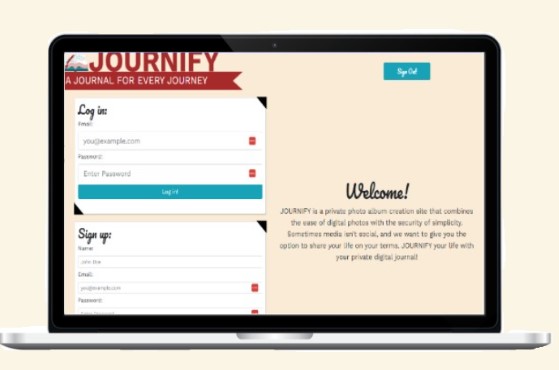 JOURNIFY
A JOURNAL FOR EVERY JOURNEY
Sign Out
Log in:
Email:
you@example.com
Password:
Enter Password
Log in!
Sign up:
Name:
John Doe
Email:
you@example.com
Password:
Enter Password
Welcome!
JOURNIFY is a private photo album creation site that combines
the ease of digital photos with the security of simplicity.
Sometimes media isn't social, and we want to give you the
option to share your life on your terms. JOURNIFY your life with
your private digital journal!